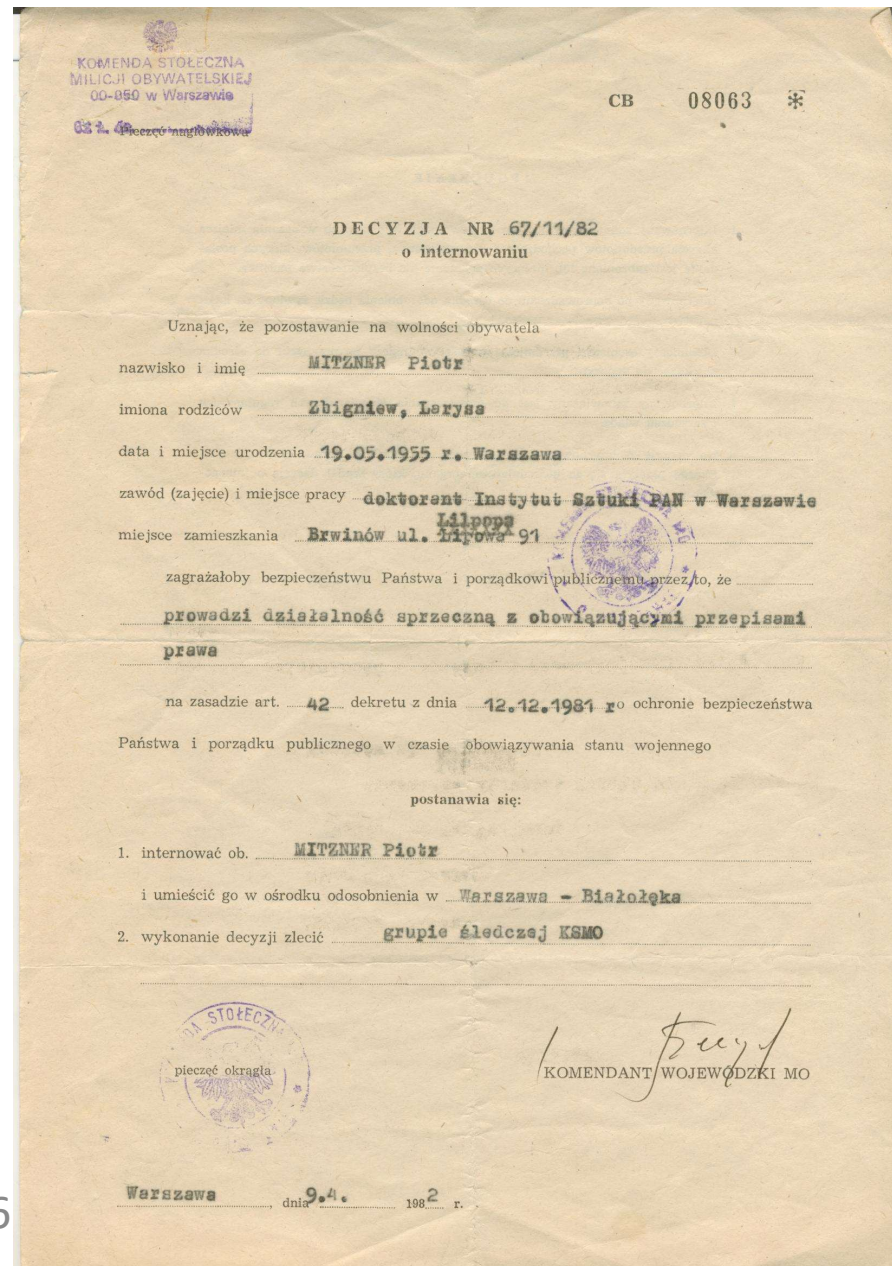 KOMENDA STOŁECZNA
MILICJI OBYWATELSKIEJ
00-950 w Warszawie
Pieczęć nagłówkowa
CB 08063 *
DECYZJA NR 67/11/82
o internowaniu
Uznając, że pozostawanie na wolności obywatela
nazwisko i imię MITZNER Piotr
imiona rodziców Zbigniew, Larysa
data i miejsce urodzenia 19.05.1955 r. Warszawa
zawód (zajęcie) i miejsce pracy doktorant Instytut Sztuki PAN w Warszawie
Lilpopa
miejsce zamieszkania Brwinów ul. Lipowa 91
zagrażałoby bezpieczeństwu Państwa i porządkowi publicznemu przez to, że
prowadzi działalność sprzeczną z obowiązującymi przepisami
prawa
na zasadzie art. 42 dekretu z dnia 12.12.1981 r o ochronie bezpieczeństwa
Państwa i porządku publicznego w czasie obowiązywania stanu wojennego
postanawia się:
1. internować ob. MITZNER Piotr
i umieścić go w ośrodku odosobnienia w Warszawa - Białołęka
2. wykonanie decyzji zlecić grupie śledczej KSMO
STOŁECZNA
pieczęć okrągła
KOMENDANT WOJEWÓDZKI MO
Warszawa, dnia 9.4. 1982 r.
6